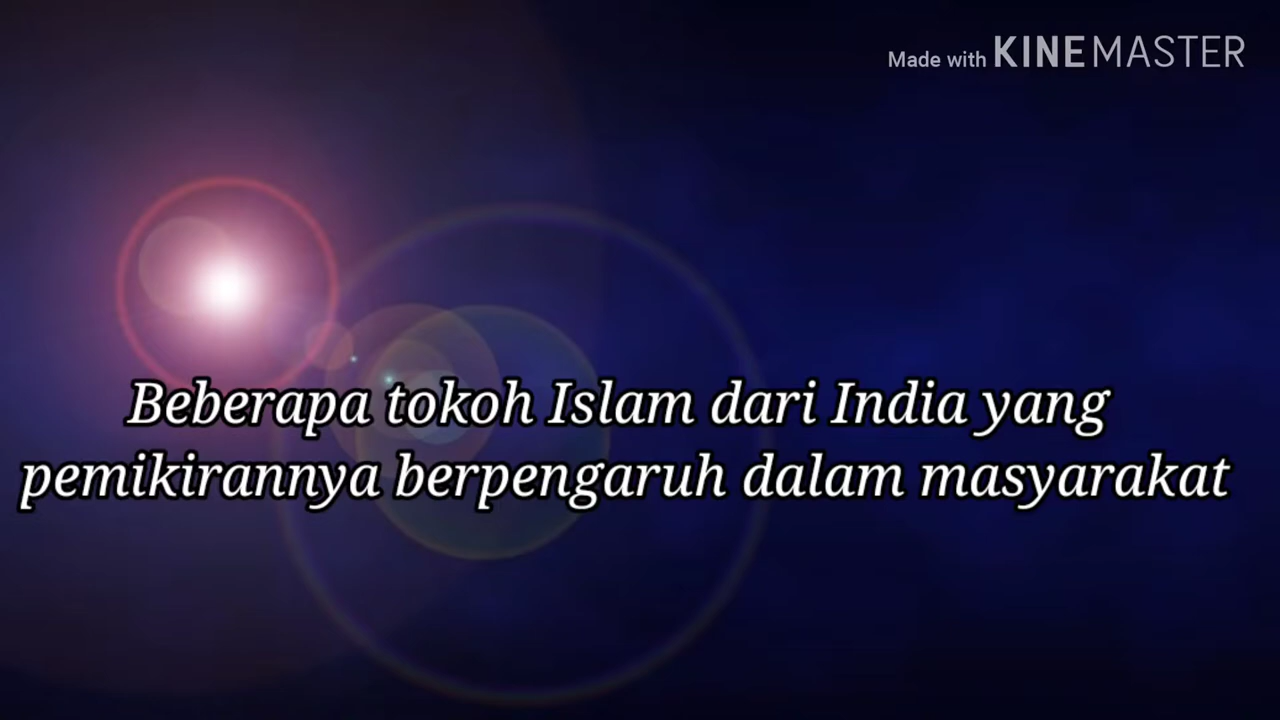 Made with KINEMASTER
Beberapa tokoh Islam dari India yang
pemikirannya berpengaruh dalam masyarakat